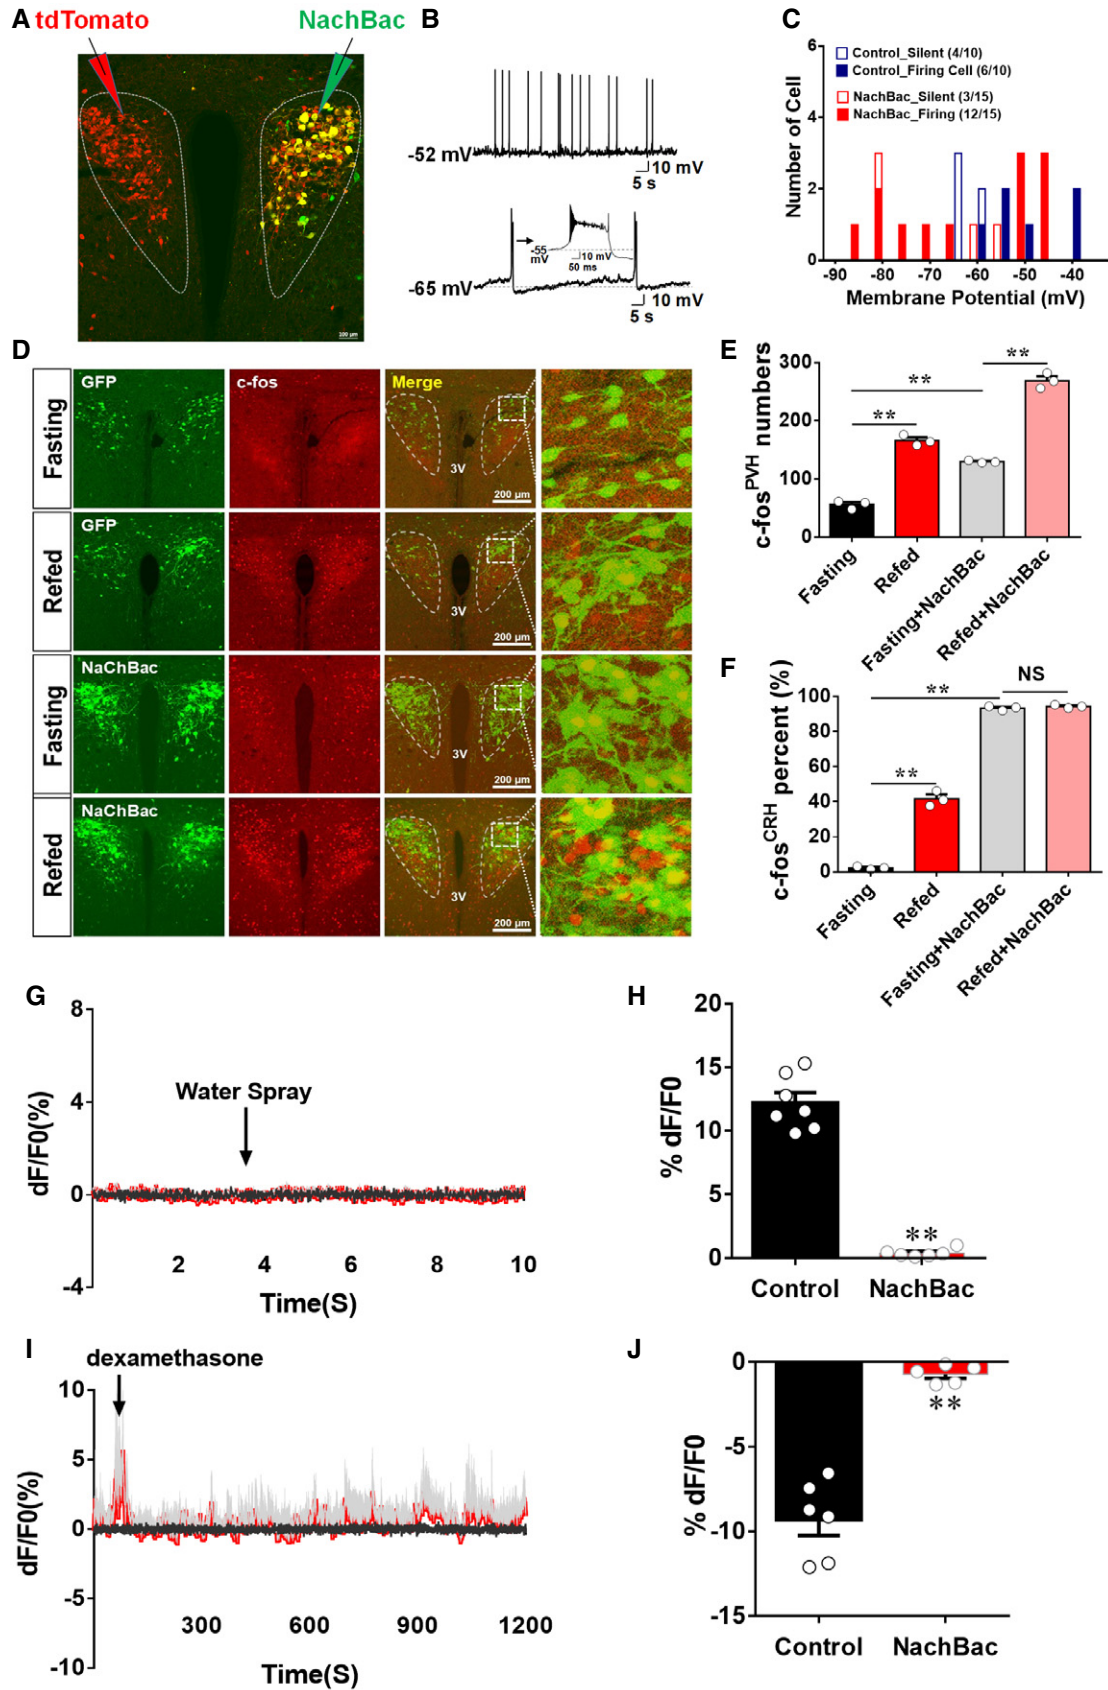 A tdTomato NachBac
100 µm
B
-52 mV
10 mV
5 s
-55 mV
10 mV
50 ms
-65 mV
10 mV
5 s
C
Control_Silent (4/10)
Control_Firing Cell (6/10)
NachBac_Silent (3/15)
NachBac_Firing (12/15)
Number of Cell
6
4
2
0
-90 -80 -70 -60 -50 -40
Membrane Potential (mV)
D
Fasting
GFP c-fos Merge
3V
200 µm
Refed
GFP
3V
200 µm
Fasting
NaChBac
3V
200 µm
Refed
NaChBac
3V
200 µm
E
c-fosPVH numbers
300
200
100
0
** ** **
Fasting Refed Fasting+NachBac Refed+NachBac
F
c-fosCRH percent (%)
100
80
60
40
20
0
** ** NS
Fasting Refed Fasting+NachBac Refed+NachBac
G
dF/F0(%)
8
4
0
-4
Water Spray
2 4 6 8 10
Time(S)
H
% dF/F0
20
15
10
5
0
**
Control NachBac
I
dexamethasone
dF/F0(%)
10
5
0
-5
-10
300 600 900 1200
Time(S)
J
% dF/F0
0
-5
-10
-15
**
Control NachBac